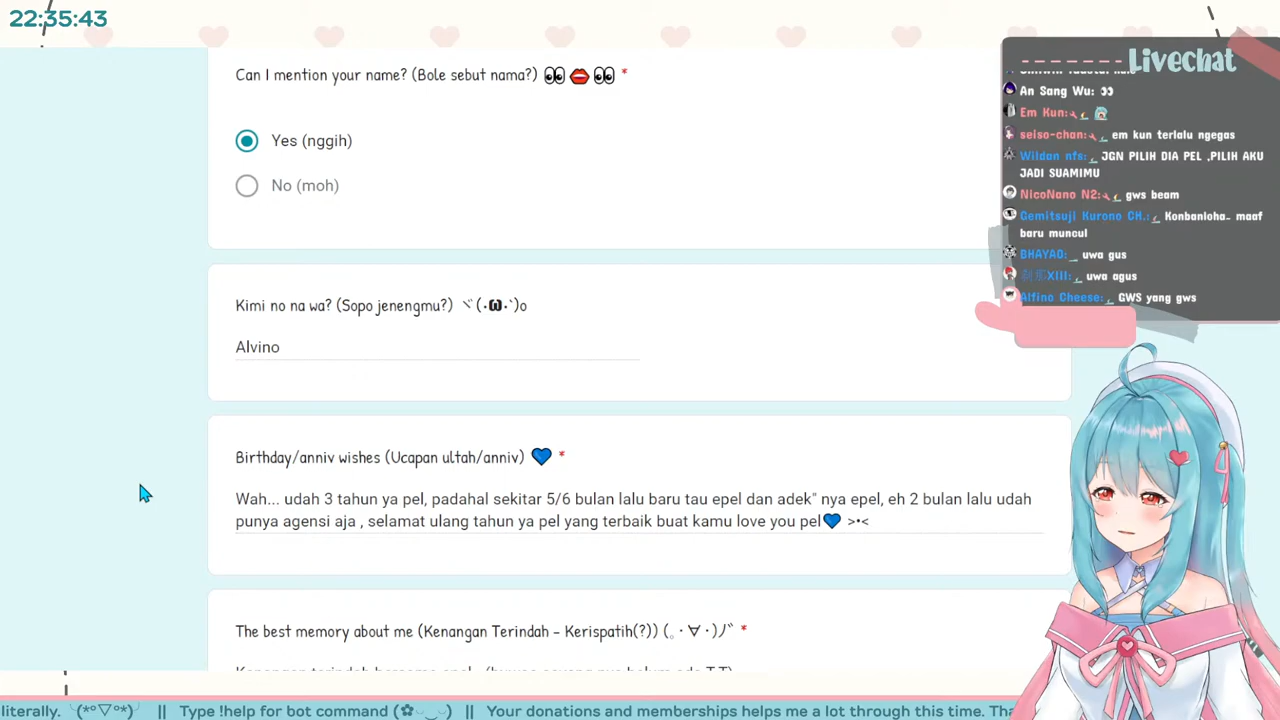 22:35:43
Can I mention your name? (Bole sebut nama?) 👀👄👀 *
Yes (nggih)
No (moh)
Kimi no na wa? (Sopo jenengmu?) ヾ(･ω･`)o
Alvino
Birthday/anniv wishes (Ucapan ultah/anniv) 💙 *
Wah... udah 3 tahun ya pel, padahal sekitar 5/6 bulan lalu baru tau epel dan adek" nya epel, eh 2 bulan lalu udah
punya agensi aja , selamat ulang tahun ya pel yang terbaik buat kamu love you pel💙 >•<
The best memory about me (Kenangan Terindah - Kerispatih(?)) (｡･∀･)ﾉﾞ *
Livechat
An Sang Wu: 👀
Em Kun:
seiso-chan: em kun terlalu ngegas
Wildan nfs: JGN PILIH DIA PEL ,PILIH AKU
JADI SUAMIMU
NicoNano N2: gws beam
Gemitsuji Kurono CH.: Konbanloha~ maaf
baru muncul
BHAYAO: uwa gus
XIII: uwa agus
Alfino Cheese: GWS yang gws
literally. ╰(*°▽°*)╯ || Type !help for bot command (✿◡‿◡) || Your donations and memberships helps me a lot through this time.